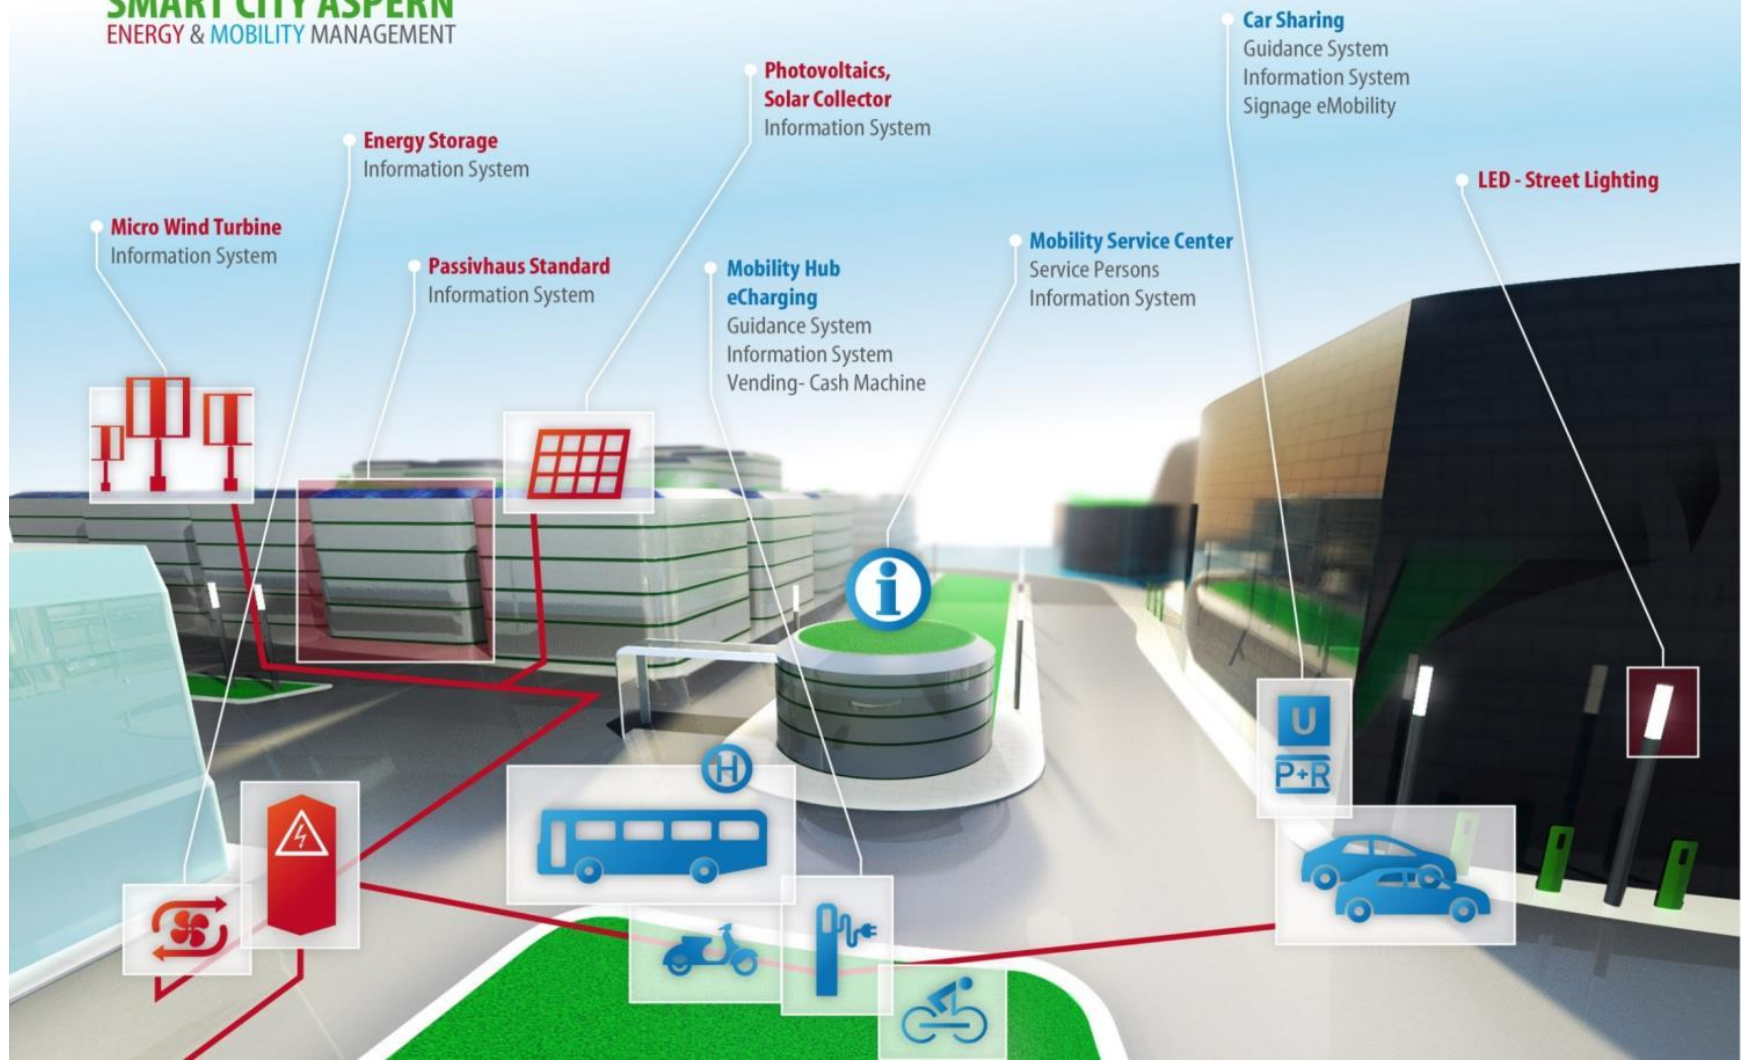 SMART CITY ASPERN
ENERGY & MOBILITY MANAGEMENT
Car Sharing
Guidance System
Information System
Signage eMobility
Photovoltaics,
Solar Collector
Information System
Energy Storage
Information System
LED - Street Lighting
Micro Wind Turbine
Information System
Passivhaus Standard
Information System
Mobility Hub
eCharging
Guidance System
Information System
Vending- Cash Machine
Mobility Service Center
Service Persons
Information System
i
U
P+R
H